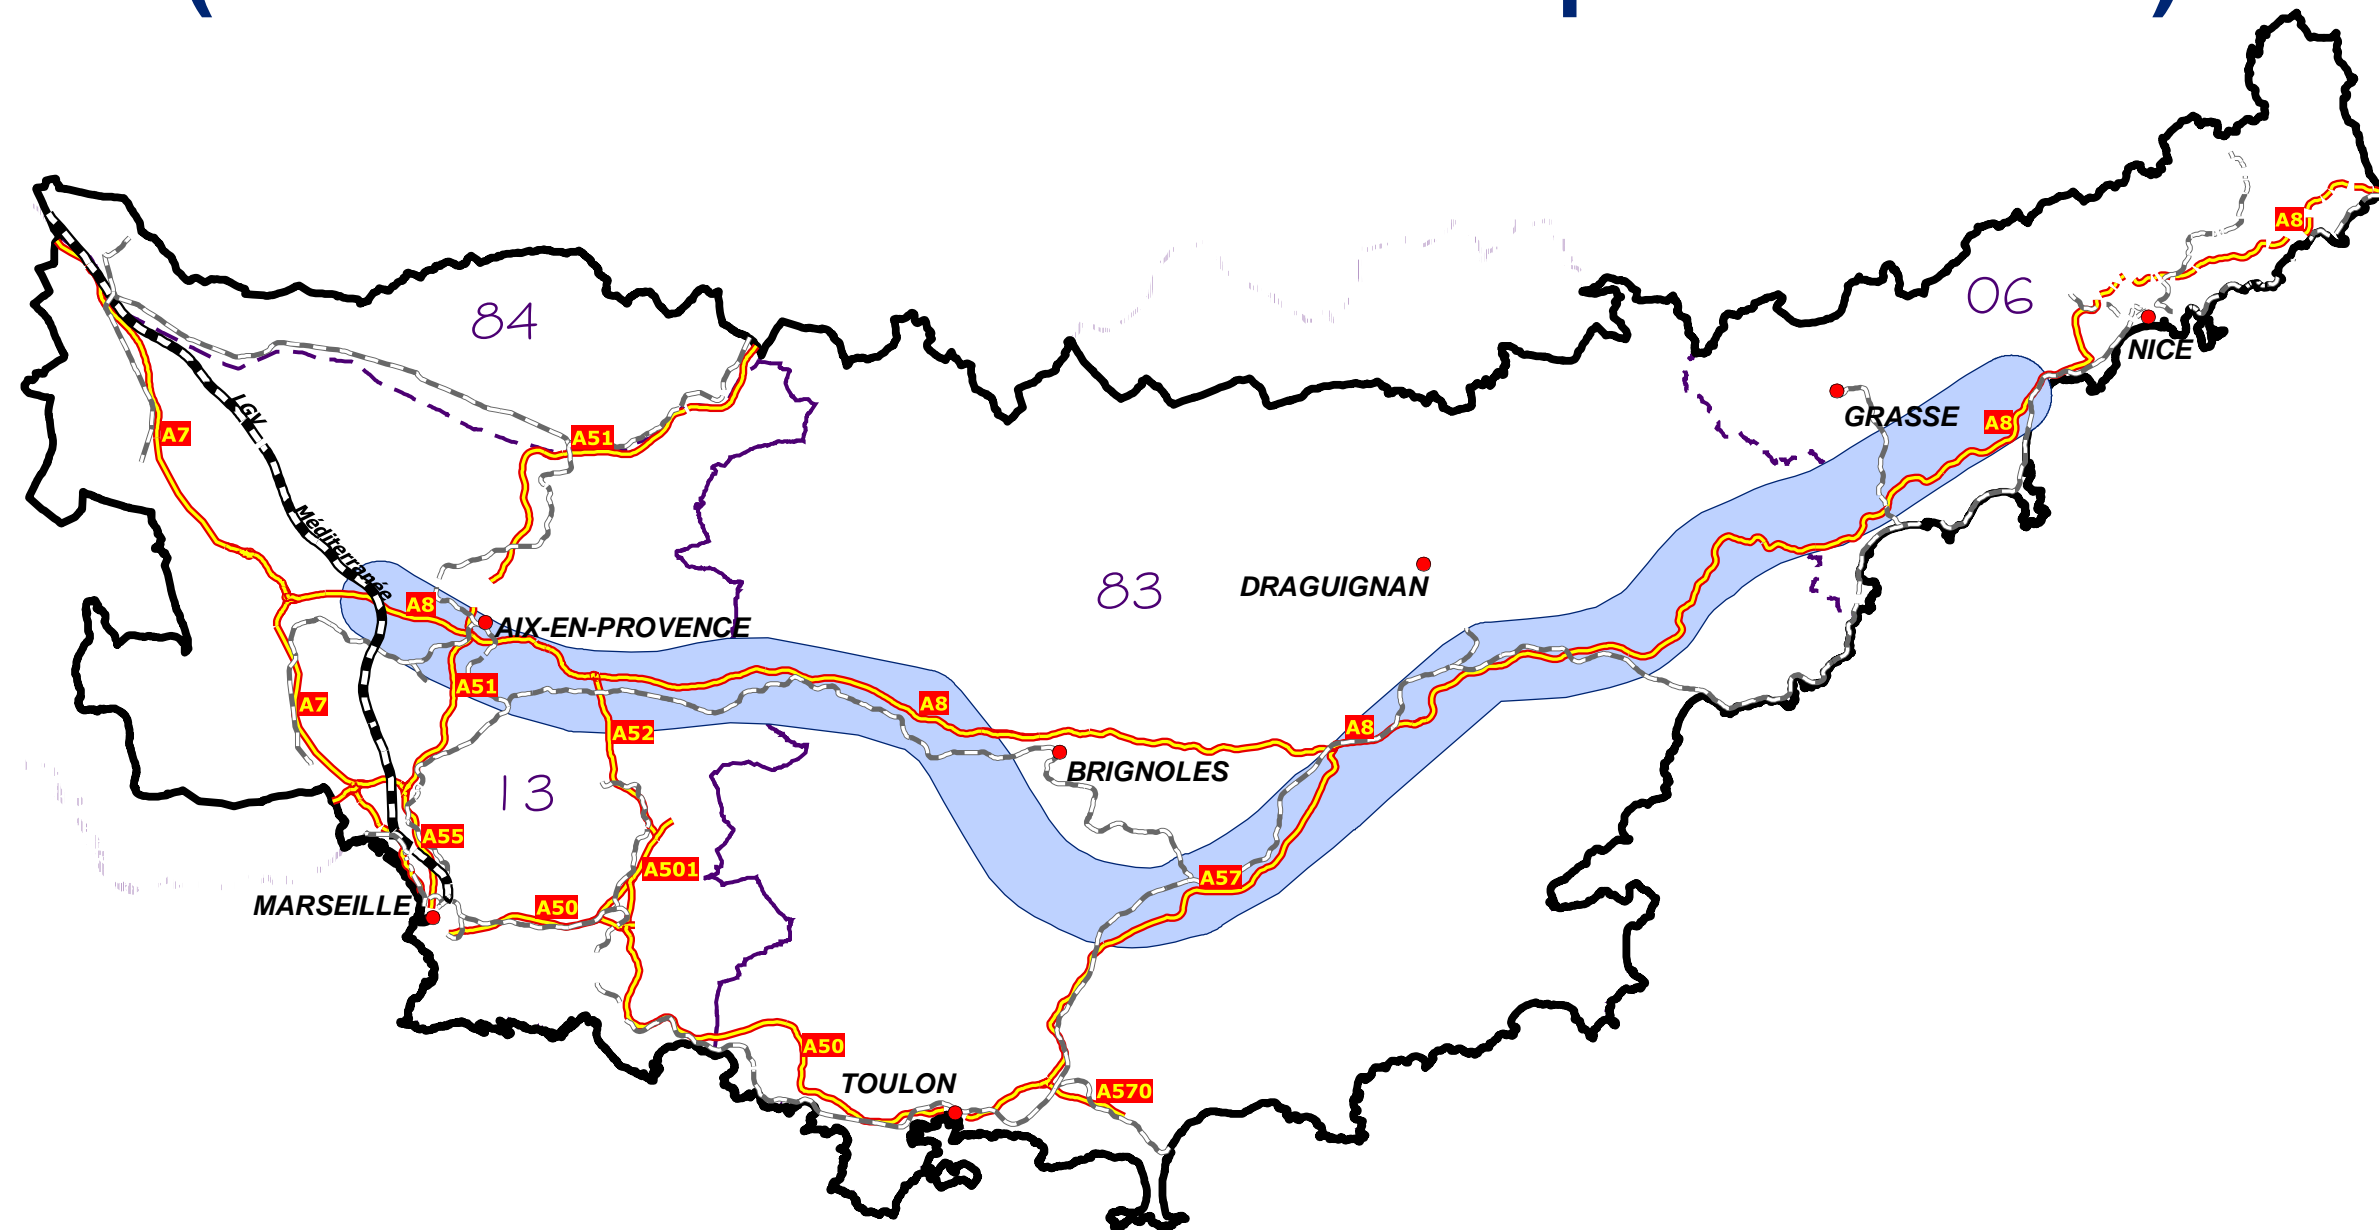 A8
06
NICE
84
GRASSE
A8
LGV
A7
A51
Méditerranée
83
DRAGUIGNAN
A8
AIX-EN-PROVENCE
A51
A7
A8
A52
A8
BRIGNOLES
13
A55
A501
A57
MARSEILLE
A50
A50
TOULON
A570